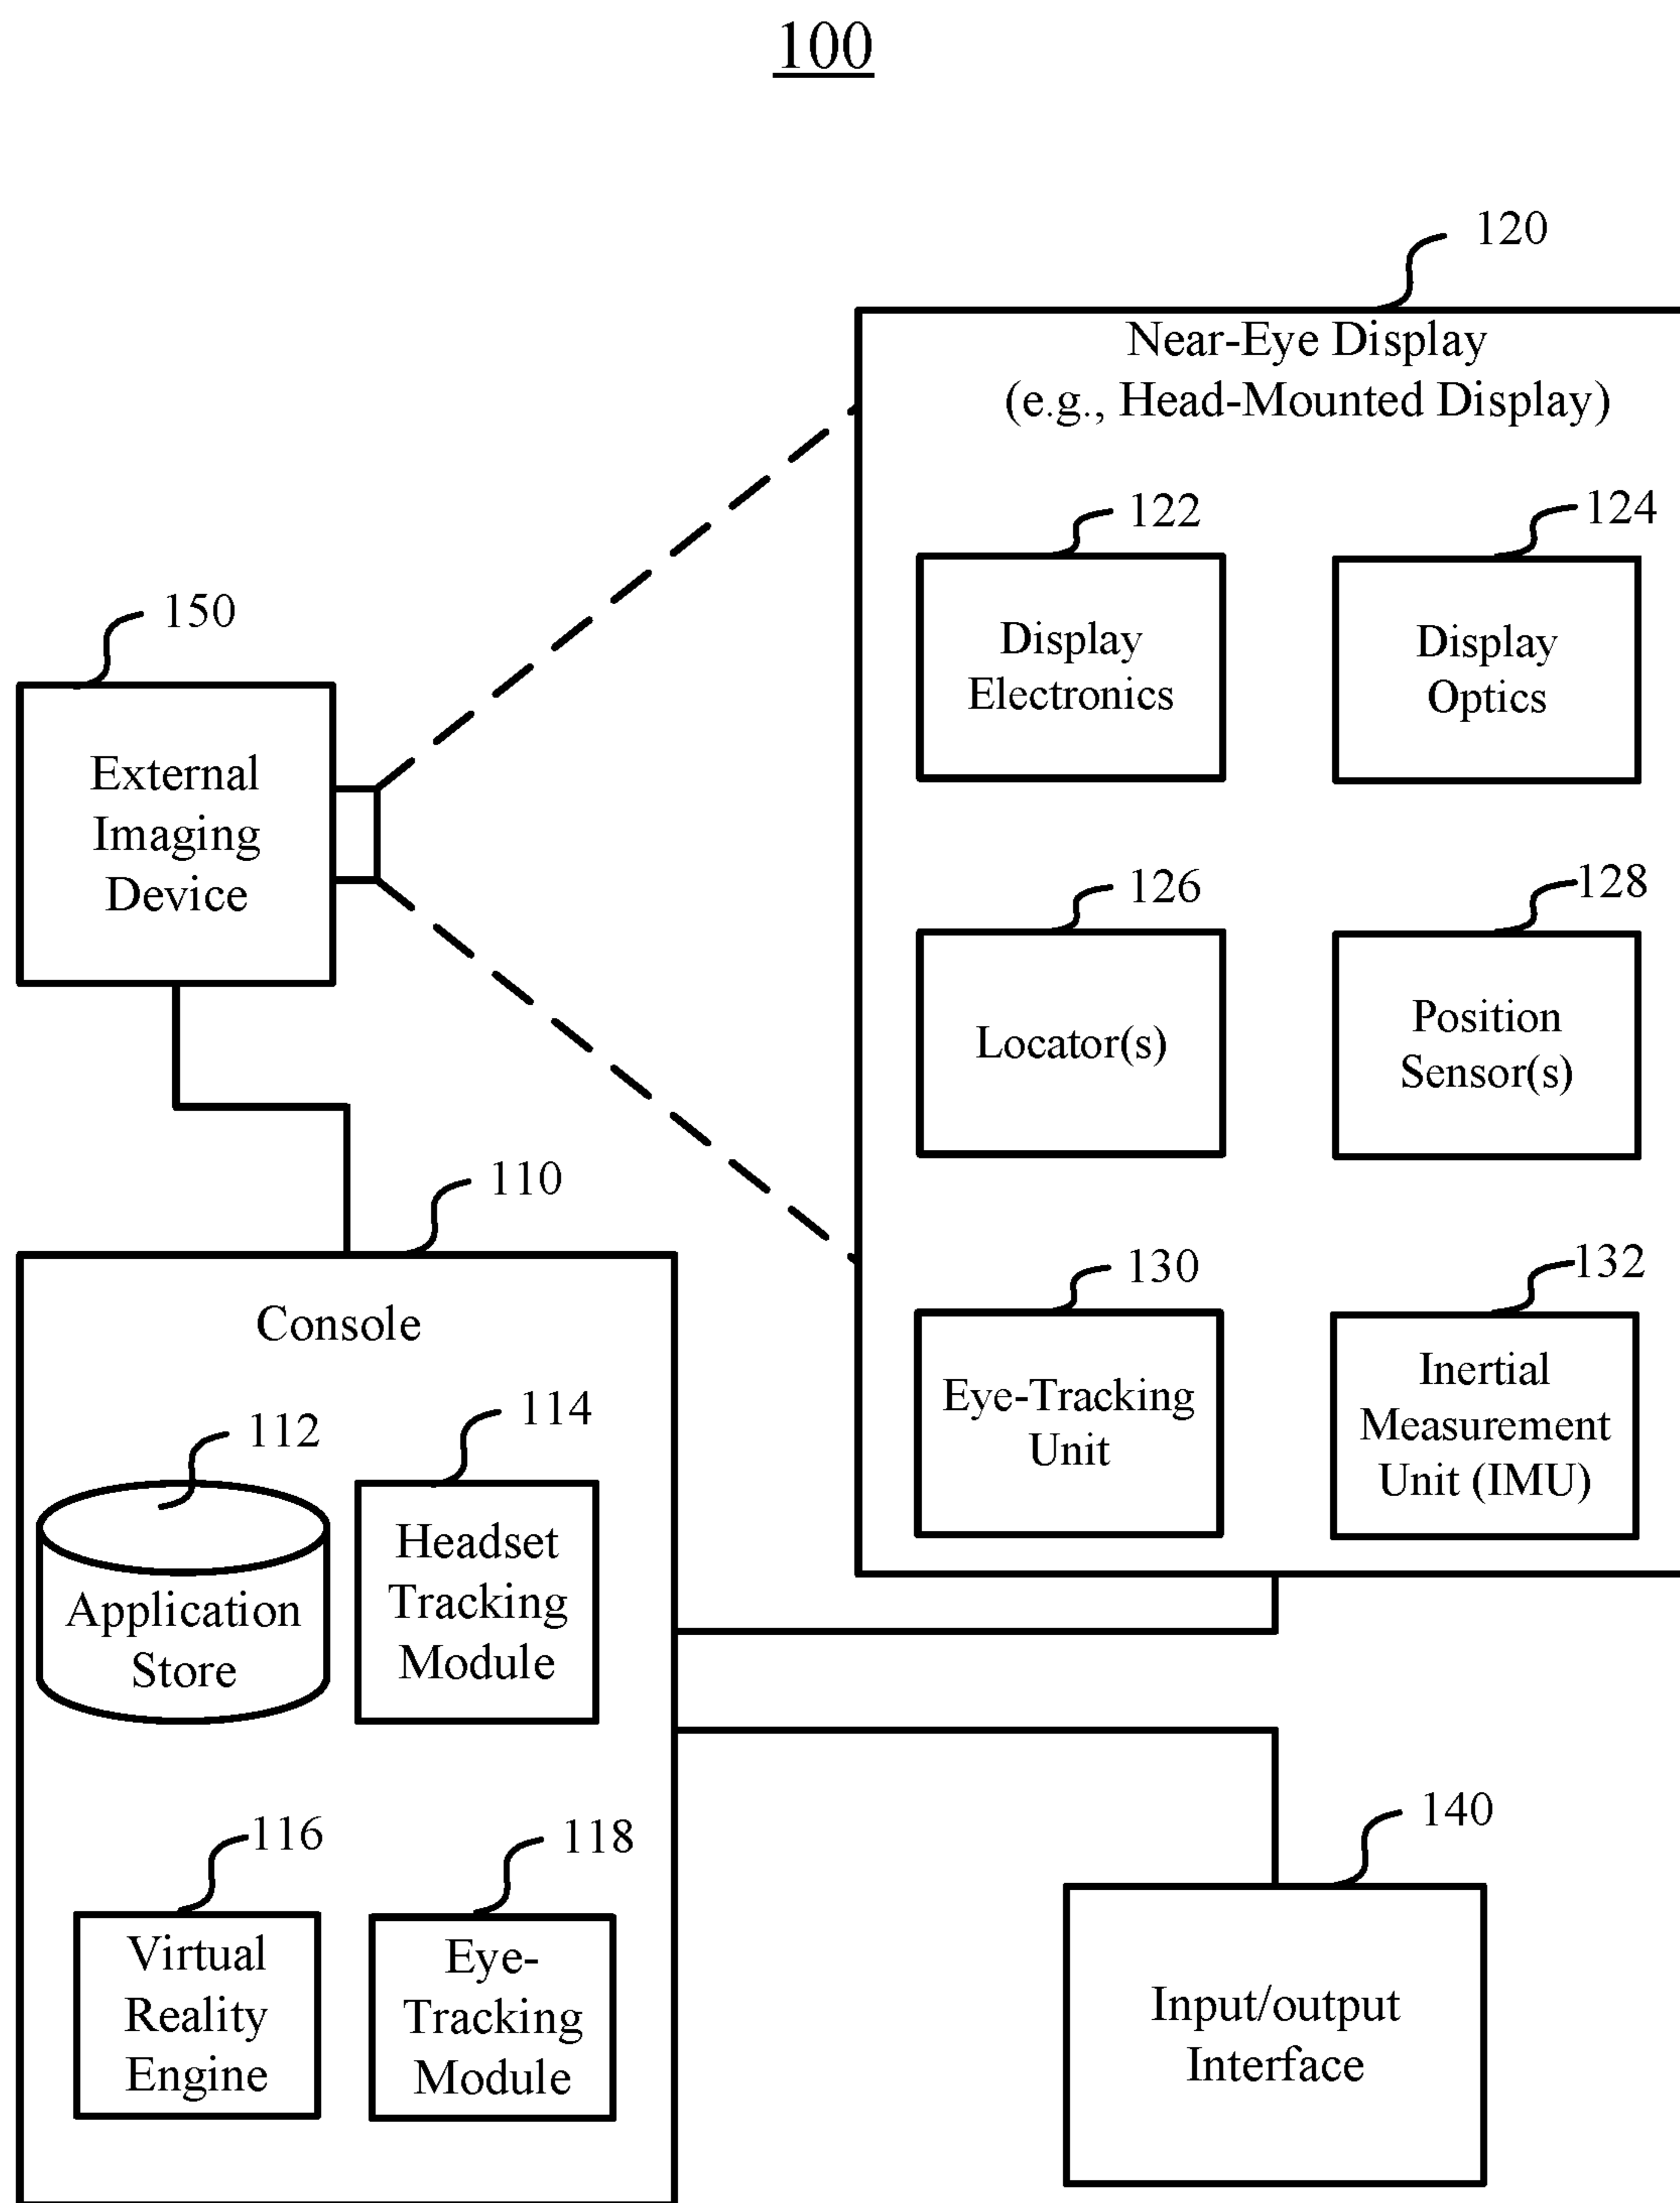 100
120
Near-Eye Display
(e.g., Head-Mounted Display)
122
Display
Electronics
124
Display
Optics
150
External
Imaging
Device
126
Locator(s)
128
Position
Sensor(s)
110
Console
130
Eye-Tracking
Unit
132
Inertial
Measurement
Unit (IMU)
112
Application
Store
114
Headset
Tracking
Module
116
Virtual
Reality
Engine
118
Eye-
Tracking
Module
140
Input/output
Interface